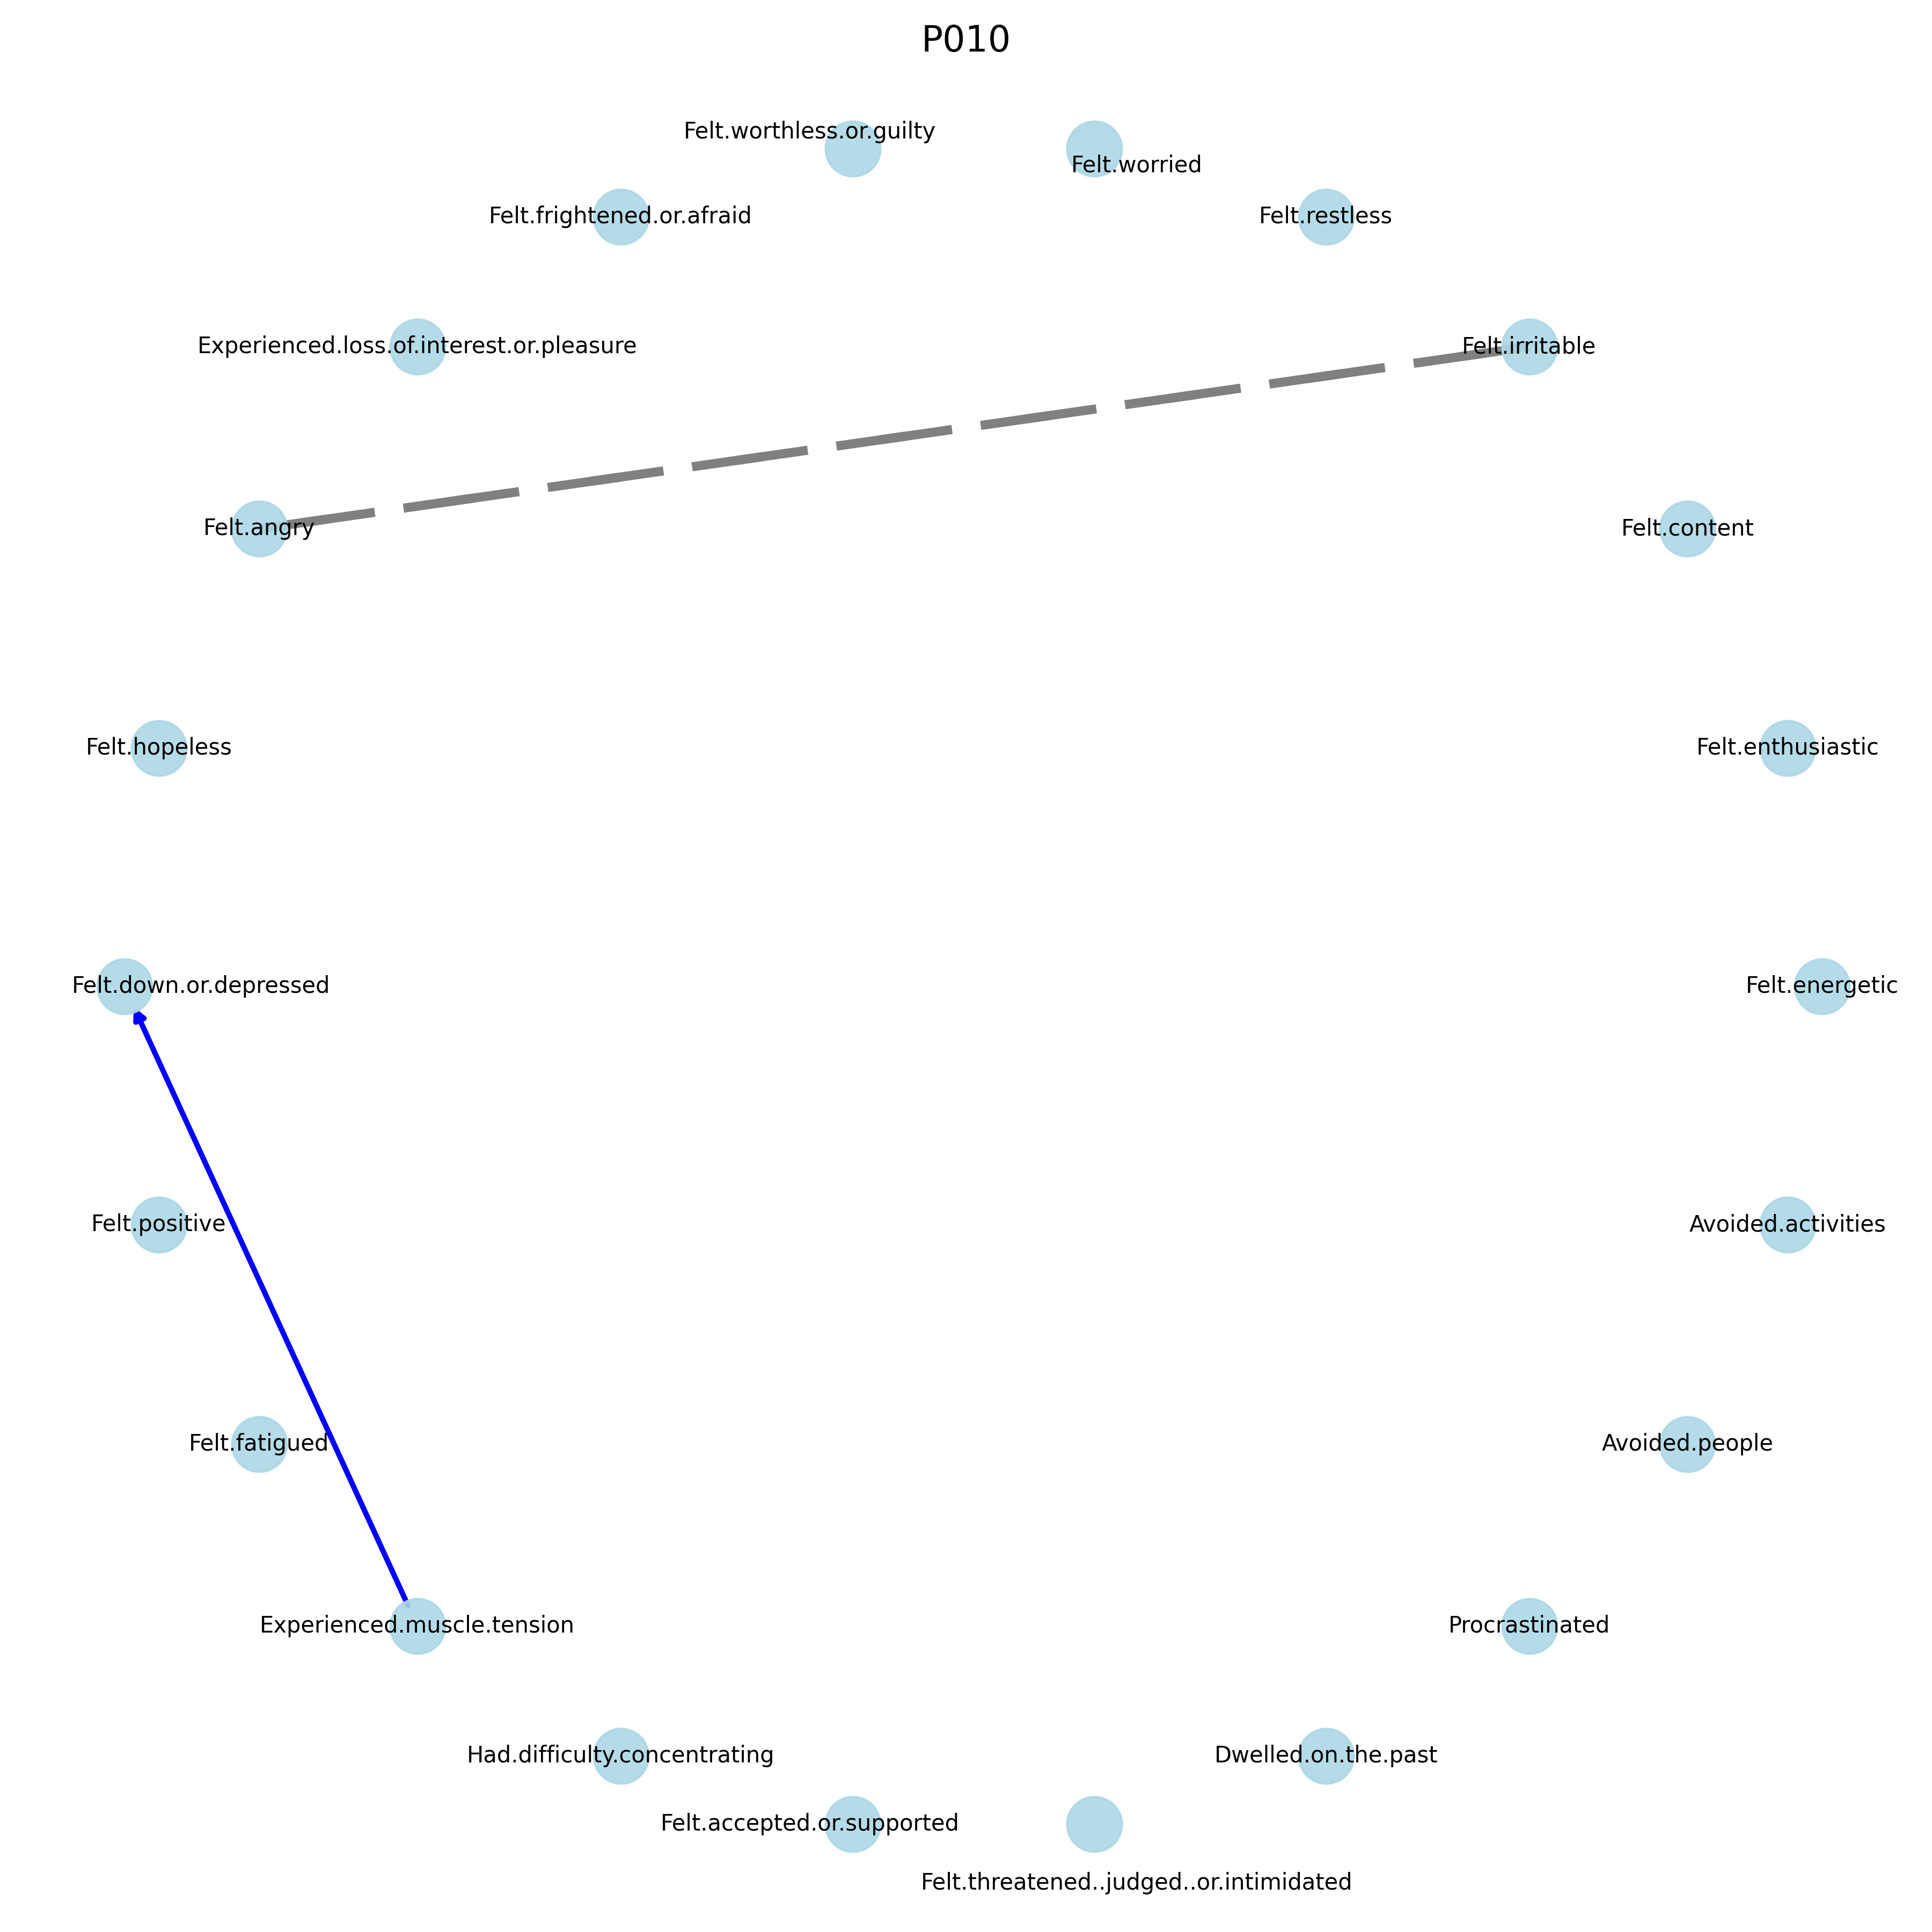 P010
Felt.worthless.or.guilty
Felt.worried
Felt.frightened.or.afraid
Felt.restless
Experienced.loss.of.interest.or.pleasure
Felt.irritable
Felt.angry
Felt.content
Felt.hopeless
Felt.enthusiastic
Felt.down.or.depressed
Felt.energetic
Felt.positive
Avoided.activities
Felt.fatigued
Avoided.people
Experienced.muscle.tension
Procrastinated
Had.difficulty.concentrating
Dwelled.on.the.past
Felt.accepted.or.supported
Felt.threatened..judged..or.intimidated